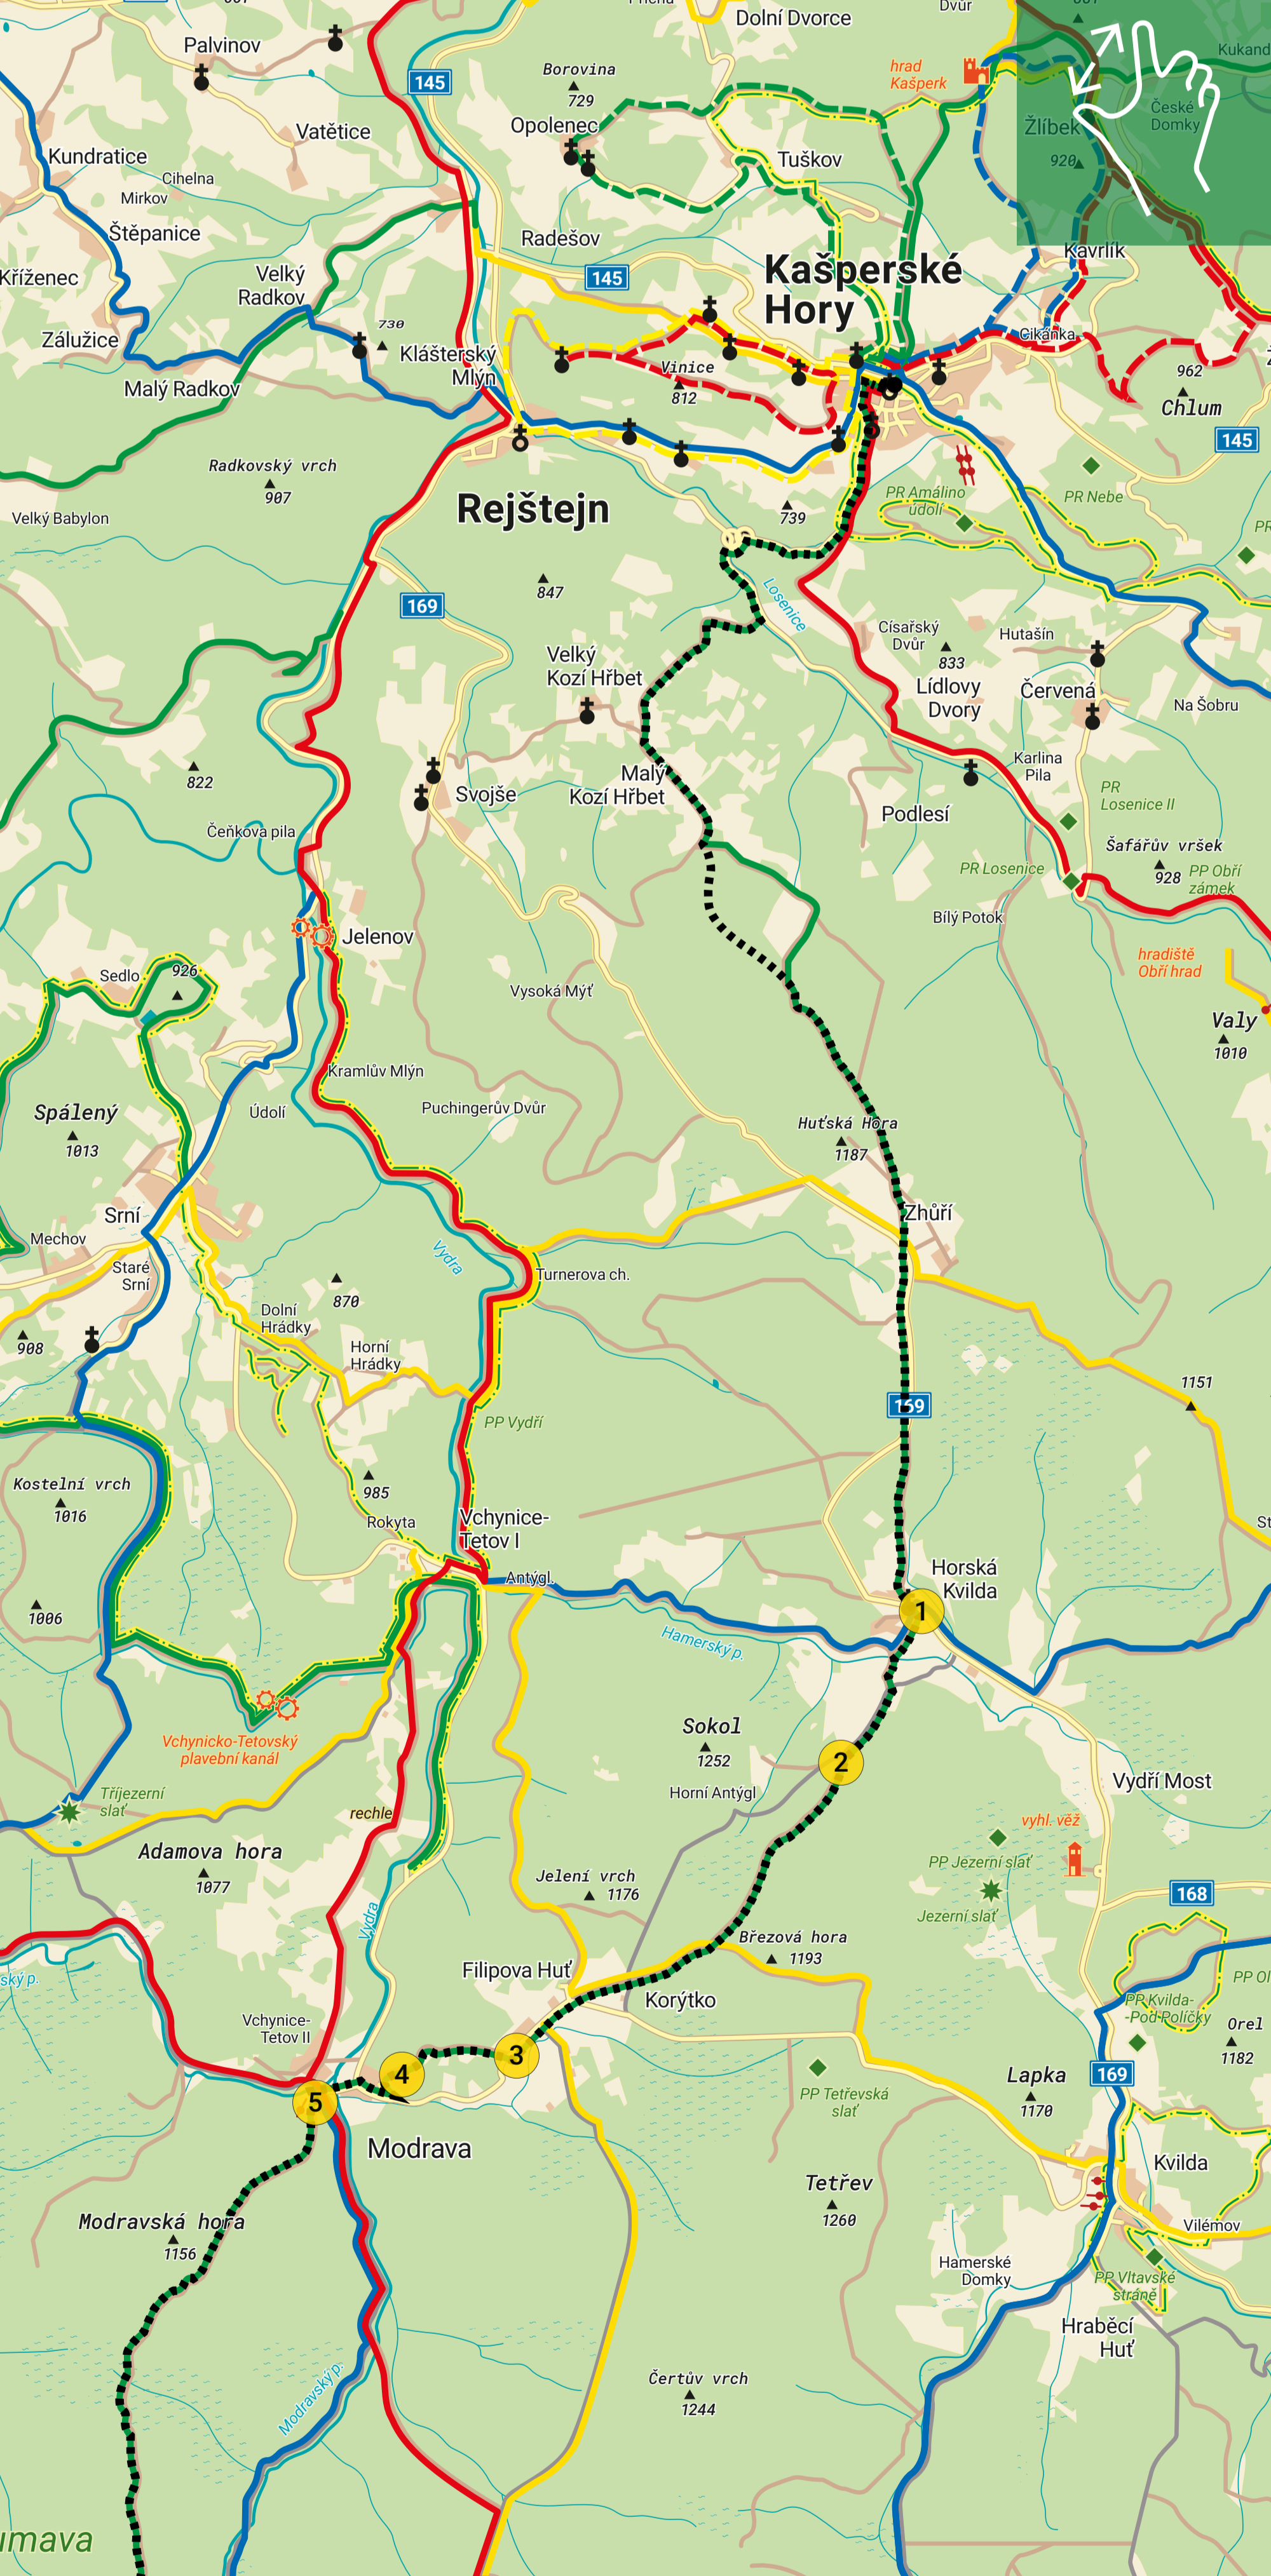 Dolní Dvorce
Dvůr
Palvinov
145
Borovina
729
hrad
Kašperk
Opolenec
Vatětice
Žlíbek
České
Domky
920
Kundratice
Cihelna
Mirkov
Tuškov
Štěpanice
Radešov
Kavrlík
Kříženec
Velký
Radkov
145
Kašperské
Hory
730
Zálužice
Klášterský
Mlýn
Cikánka
Vinice
812
962
Chlum
Malý Radkov
145
Radkovský vrch
907
Rejštejn
PR Amálino
údolí
PR Nebe
Velký Babylon
739
847
169
Losenice
Císařský
Dvůr
833
Hutašín
Velký
Kozí Hřbet
Lídlovy
Dvory
Červená
Na Šobru
822
Malý
Kozí Hřbet
Karlina
Pila
Svojše
Podlesí
PR
Losenice II
Čeňkova pila
Šafářův vršek
928
PR Losenice
PP Obří
zámek
Bílý Potok
Jelenov
hradiště
Obří hrad
Sedlo
926
Vysoká Mýť
Valy
1010
Kramlův Mlýn
Spálený
1013
Údolí
Puchingerův Dvůr
Huťská Hora
1187
Srní
Zhůří
Mechov
Staré
Srní
Vydra
Turnerova ch.
870
Dolní
Hrádky
908
Horní
Hrádky
1151
169
PP Vydří
Kostelní vrch
1016
985
Rokyta
Vchynice-
Tetov I
Antýgl.
Horská
Kvilda
1006
1
Hamerský p.
Sokol
1252
Vchynicko-Tetovský
plavební kanál
2
Tříjezerní
slať
Horní Antýgl
Vydří Most
rechle
vyhl. věž
Adamova hora
1077
PP Jezerní slať
Jelení vrch
1176
168
Jezerní slať
Vydra
Březová hora
1193
Filipova Huť
Korýtko
PP Kvilda-
-Pod Políčky
Vchynice-
Tetov II
Orel
1182
3
4
169
Lapka
1170
5
PP Tetřevská
slať
Modrava
Kvilda
Tetřev
1260
Modravská hora
1156
Vilémov
Hamerské
Domky
PP Vltavské
stráně
Hraběcí
Huť
Modravský p.
Čertův vrch
1244